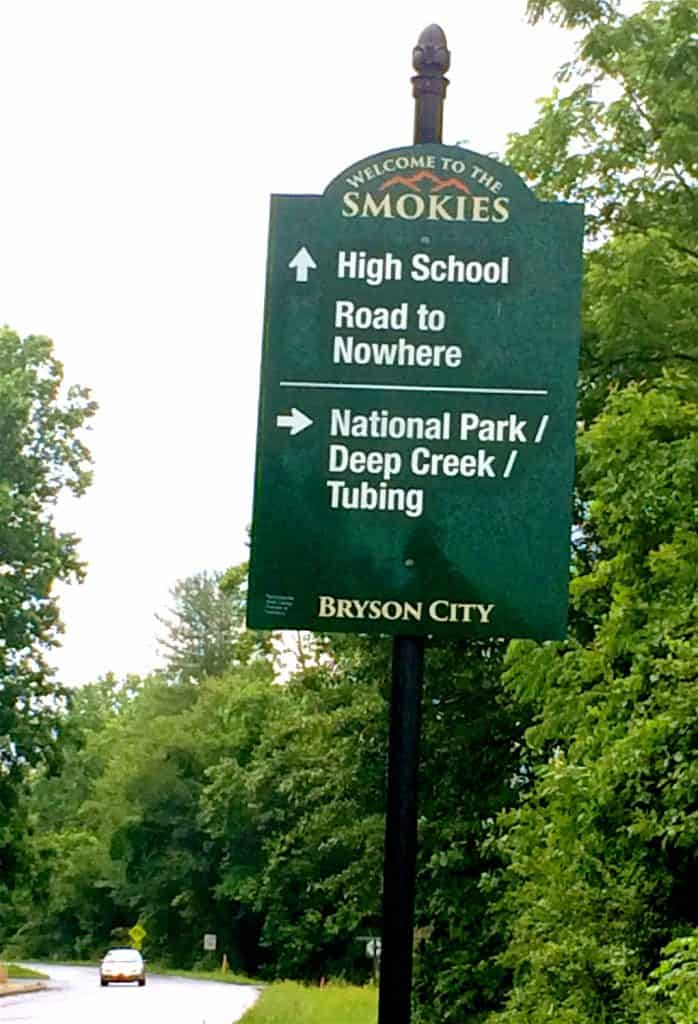 WELCOME TO THE
SMOKIES
High School
Road to
Nowhere
National Park /
Deep Creek /
Tubing
BRYSON CITY